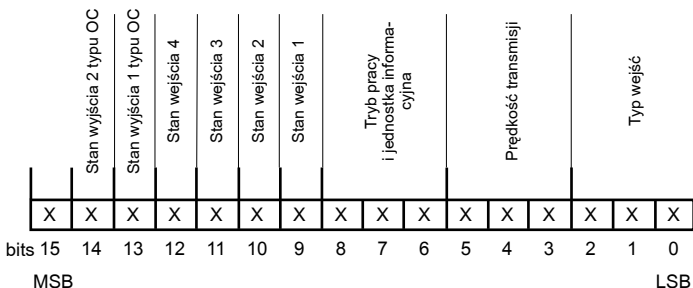 Stan wyjścia 2 typu OC
Stan wyjścia 1 typu OC
Stan wejścia 4
Stan wejścia 3
Stan wejścia 2
Stan wejścia 1
Tryb pracy
i jednostka informa-
cyjna
Prędkość transmisji
Typ wejść
X X X X X X X X X X X X X X X X
bits 15 14 13 12 11 10 9 8 7 6 5 4 3 2 1 0
MSB LSB